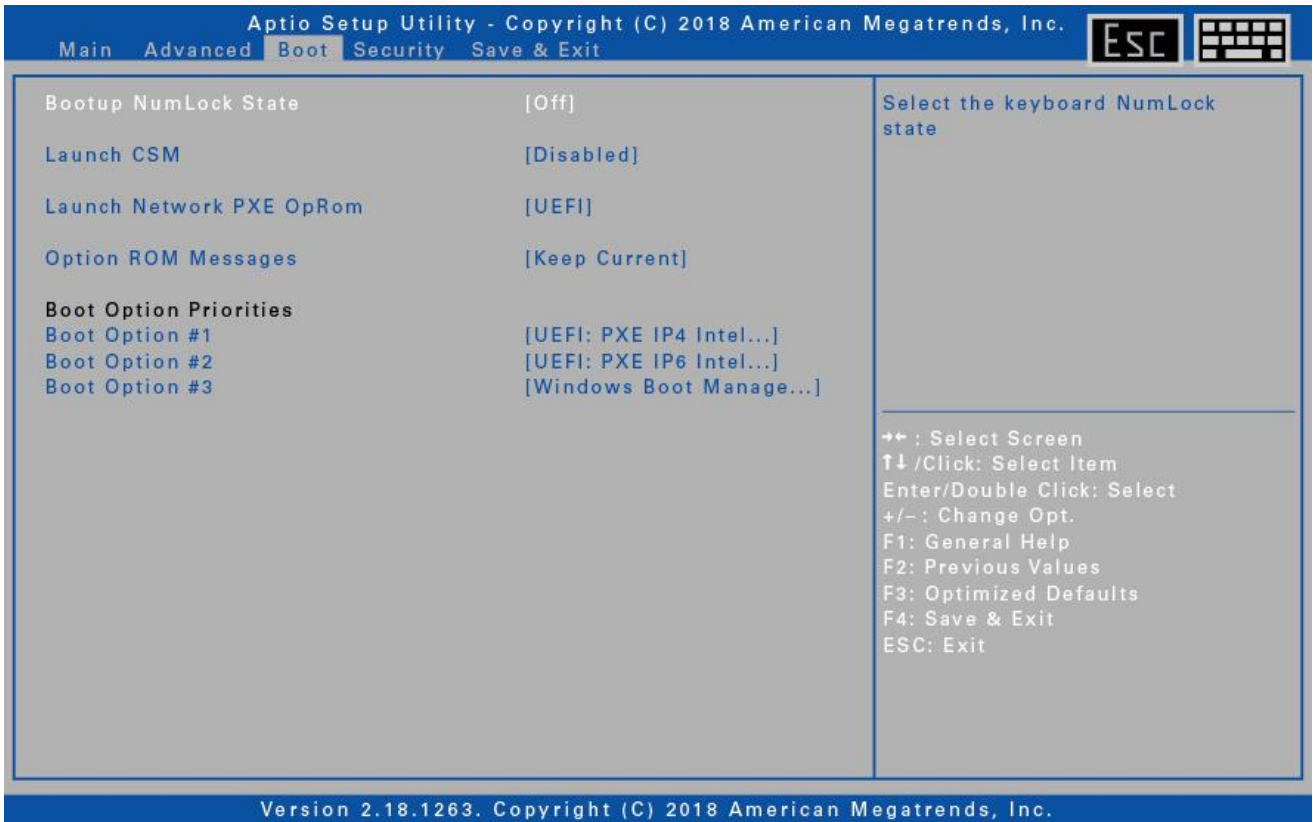 Aptio Setup Utility - Copyright (C) 2018 American Megatrends, Inc.
Esc
Main Advanced Boot Security Save & Exit
Bootup NumLock State [Off]
Launch CSM [Disabled]
Launch Network PXE OpRom [UEFI]
Option ROM Messages [Keep Current]
Boot Option Priorities
Boot Option #1 [UEFI: PXE IP4 Intel...]
Boot Option #2 [UEFI: PXE IP6 Intel...]
Boot Option #3 [Windows Boot Manage...]
Select the keyboard NumLock
state
→← : Select Screen
↑↓ /Click: Select Item
Enter/Double Click: Select
+/− : Change Opt.
F1: General Help
F2: Previous Values
F3: Optimized Defaults
F4: Save & Exit
ESC: Exit
Version 2.18.1263. Copyright (C) 2018 American Megatrends, Inc.